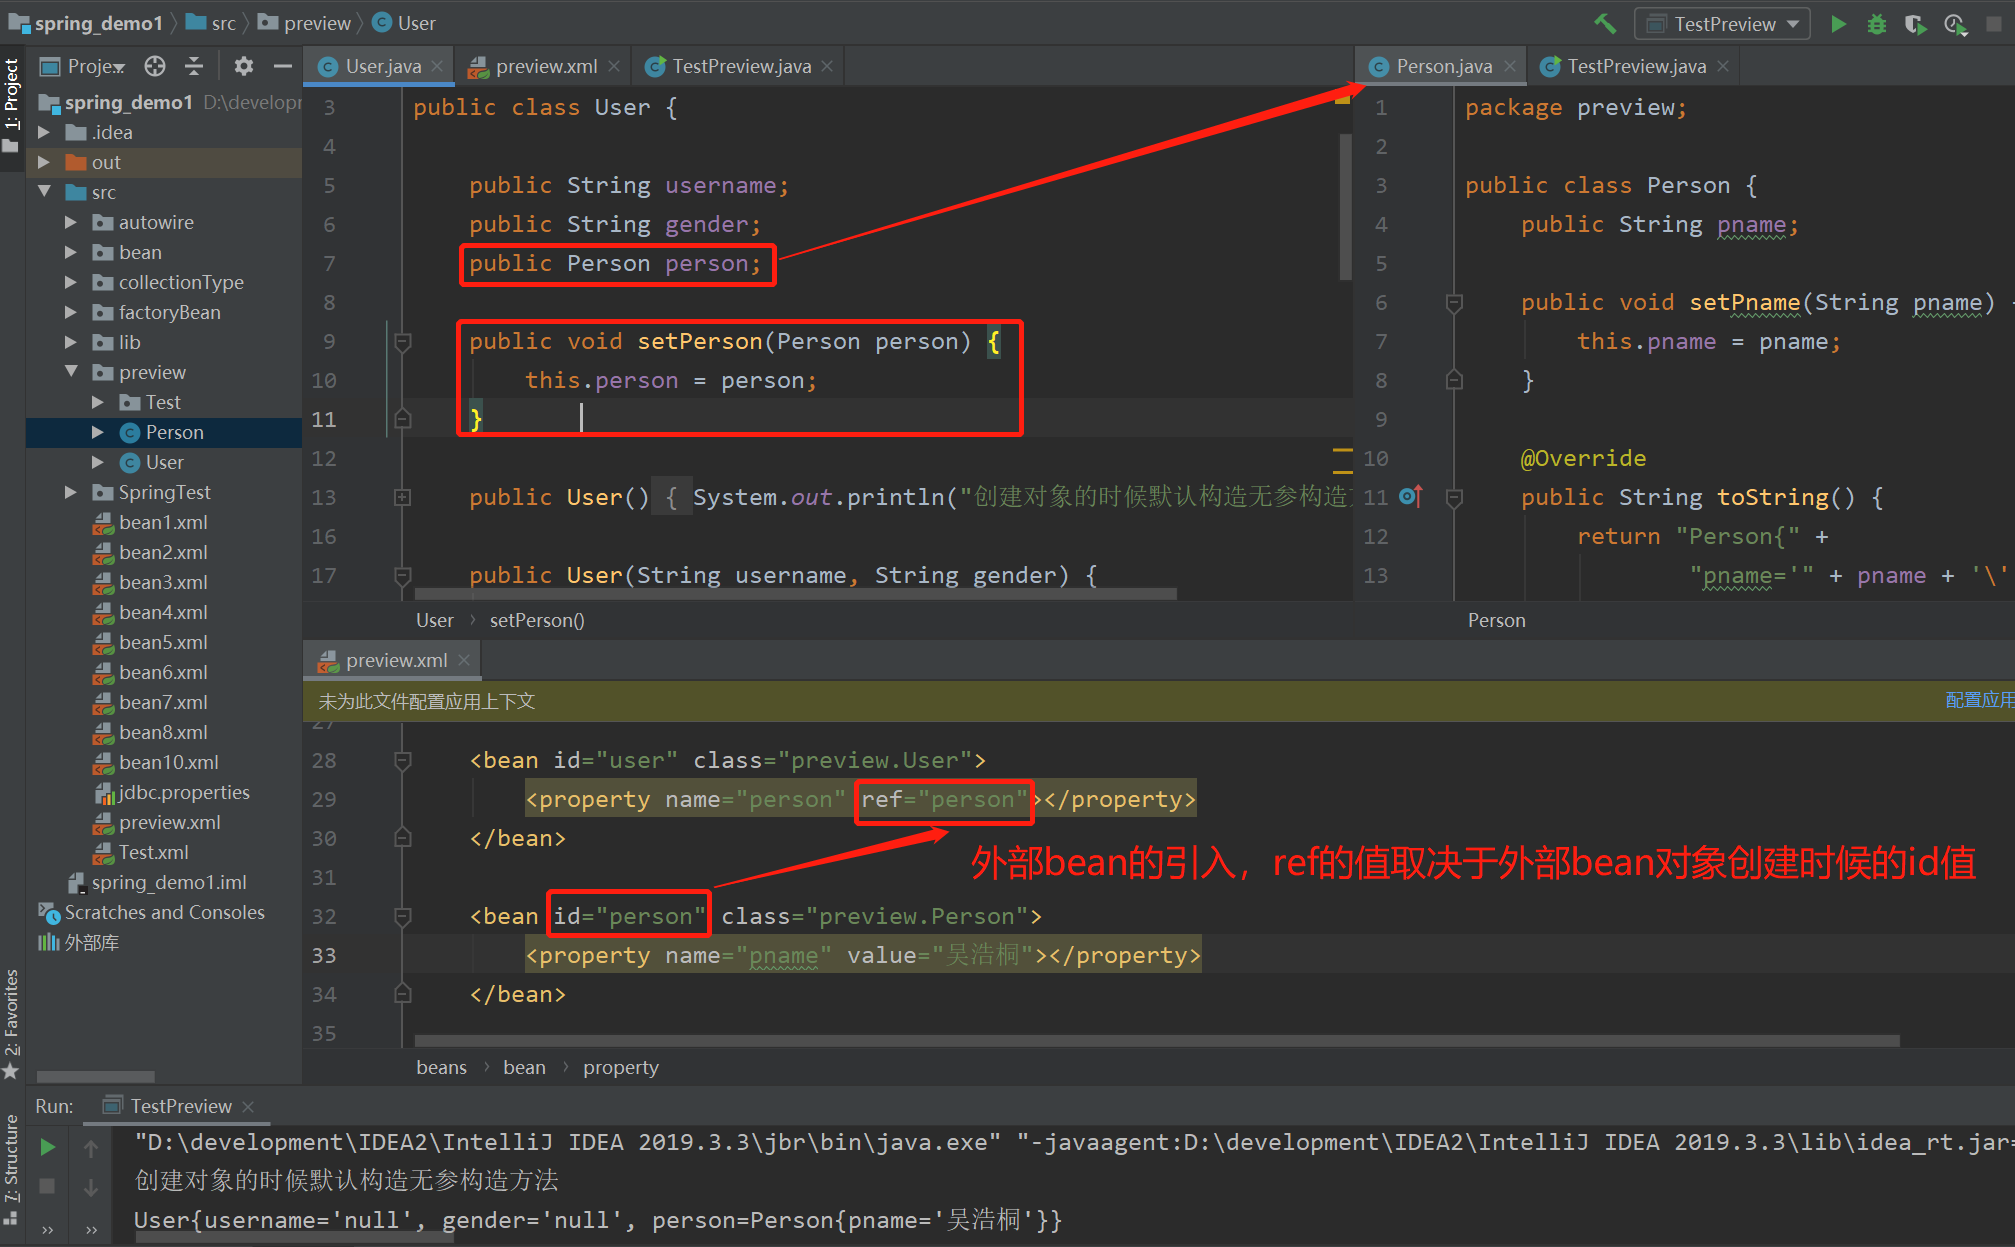 spring_demo1 src preview User
TestPreview
1: Project
Proje
spring_demo1 D:\developr
.idea
out
src
autowire
bean
collectionType
factoryBean
lib
preview
Test
Person
User
SpringTest
bean1.xml
bean2.xml
bean3.xml
bean4.xml
bean5.xml
bean6.xml
bean7.xml
bean8.xml
bean10.xml
jdbc.properties
preview.xml
Test.xml
spring_demo1.iml
Scratches and Consoles
外部库
2: Favorites
7: Structure
User.java preview.xml TestPreview.java
3 public class User {
4
5 public String username;
6 public String gender;
7 public Person person;
8
9 public void setPerson(Person person) {
10 this.person = person;
11 }
12
13 public User() { System.out.println("创建对象的时候默认构造无参构造
16
17 public User(String username, String gender) {
User setPerson()
Person.java TestPreview.java
1 package preview;
2
3 public class Person {
4 public String pname;
5
6 public void setPname(String pname)
7 this.pname = pname;
8 }
9
10 @Override
11 public String toString() {
12 return "Person{" +
13 "pname='" + pname + '\'
Person
preview.xml
未为此文件配置应用上下文 配置应用
27
28 <bean id="user" class="preview.User">
29 <property name="person" ref="person"></property>
30 </bean>
外部bean的引入，ref的值取决于外部bean对象创建时候的id值
31
32 <bean id="person" class="preview.Person">
33 <property name="pname" value="吴浩桐"></property>
34 </bean>
35
beans bean property
Run: TestPreview
"D:\development\IDEA2\IntelliJ IDEA 2019.3.3\jbr\bin\java.exe" "-javaagent:D:\development\IDEA2\IntelliJ IDEA 2019.3.3\lib\idea_rt.jar=
创建对象的时候默认构造无参构造方法
User{username='null', gender='null', person=Person{pname='吴浩桐'}}